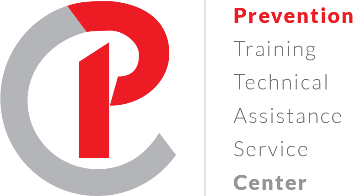 Prevention
Training
Technical
Assistance
Service
Center